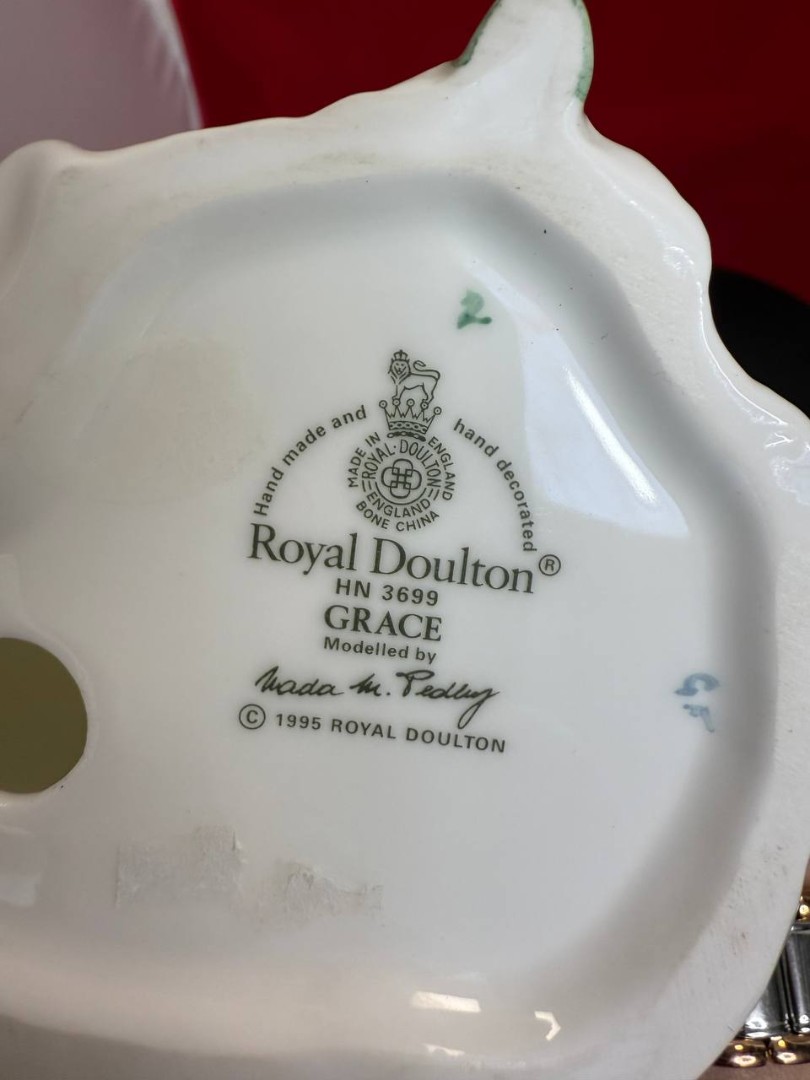 Hand made and hand decorated
MADE IN ENGLAND
ROYAL·DOULTON
ENGLAND
BONE CHINA
Royal Doulton®
HN 3699
GRACE
Modelled by
Nada M. Pedley
© 1995 ROYAL DOULTON